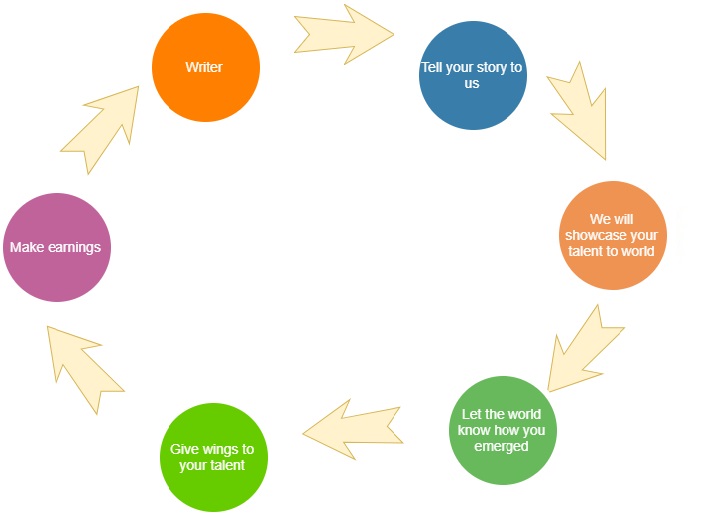 Writer
Tell your story to
us
We will
showcase your
talent to world
Let the world
know how you
emerged
Give wings to
your talent
Make earnings